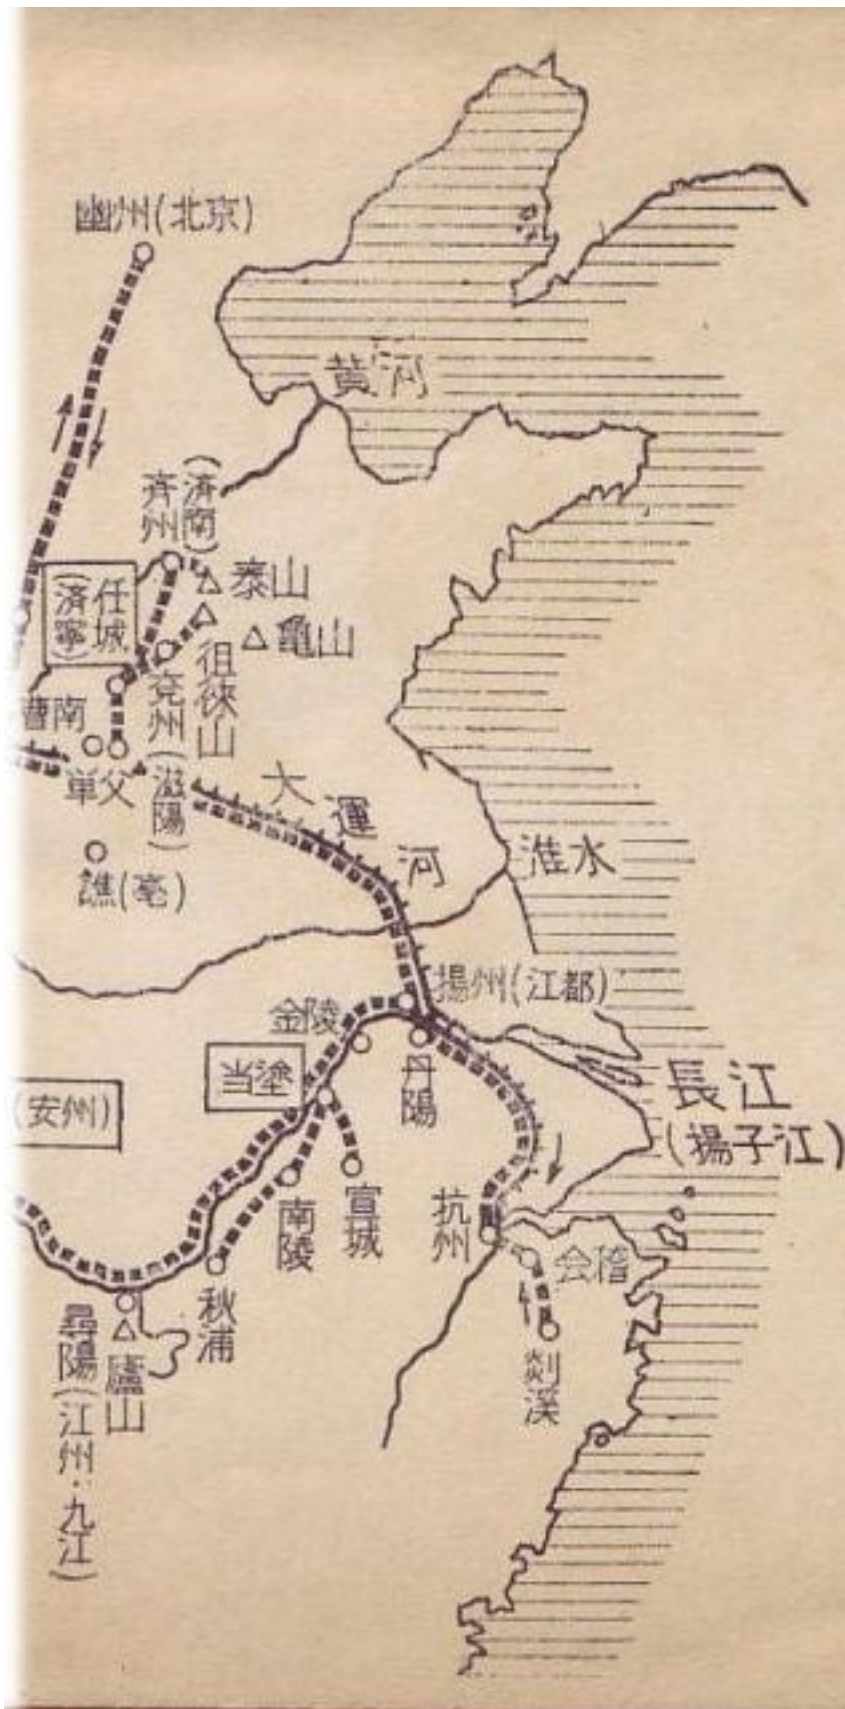 幽州(北京)
黄河
斉州
(済南)
泰山
任城
(済寧)
亀山
徂徠山
兗州(滋陽)
曹南
単父
大運河
淮水
譙(亳)
揚州(江都)
金陵
当塗
丹陽
長江
(揚子江)
(安州)
杭州
宣城
南陵
会稽
秋浦
剡溪
廬山
尋陽(江州・九江)